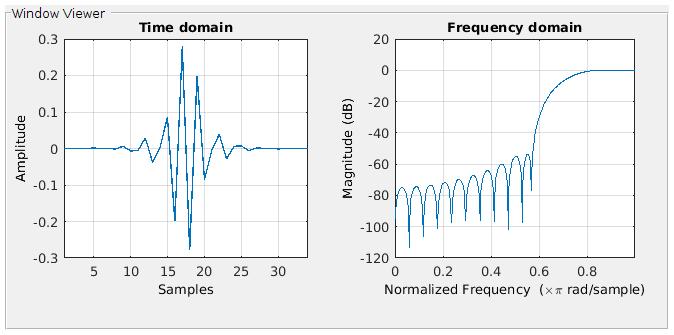 Window Viewer
Time domain
0.3
0.2
0.1
0
-0.1
-0.2
-0.3
Amplitude
5 10 15 20 25 30
Samples
Frequency domain
20
0
-20
-40
-60
-80
-100
-120
Magnitude (dB)
0 0.2 0.4 0.6 0.8
Normalized Frequency (×π rad/sample)